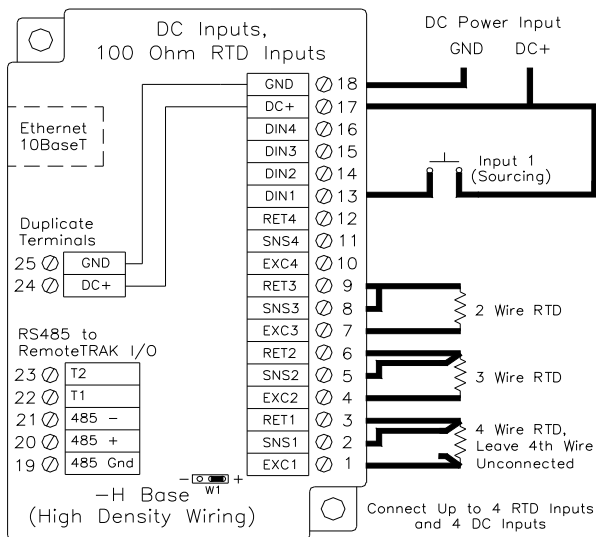 DC Inputs,
100 Ohm RTD Inputs
DC Power Input
GND DC+
GND 18
DC+ 17
DIN4 16
DIN3 15
DIN2 14
DIN1 13
RET4 12
SNS4 11
EXC4 10
RET3 9
SNS3 8
EXC3 7
RET2 6
SNS2 5
EXC2 4
RET1 3
SNS1 2
EXC1 1
Ethernet
10BaseT
Input 1
(Sourcing)
Duplicate
Terminals
25 GND
24 DC+
2 Wire RTD
RS485 to
RemoteTRAK I/O
23 T2
22 T1
21 485 -
20 485 +
19 485 Gnd
3 Wire RTD
4 Wire RTD,
Leave 4th Wire
Unconnected
- +
W1
-H Base
(High Density Wiring)
Connect Up to 4 RTD Inputs
and 4 DC Inputs